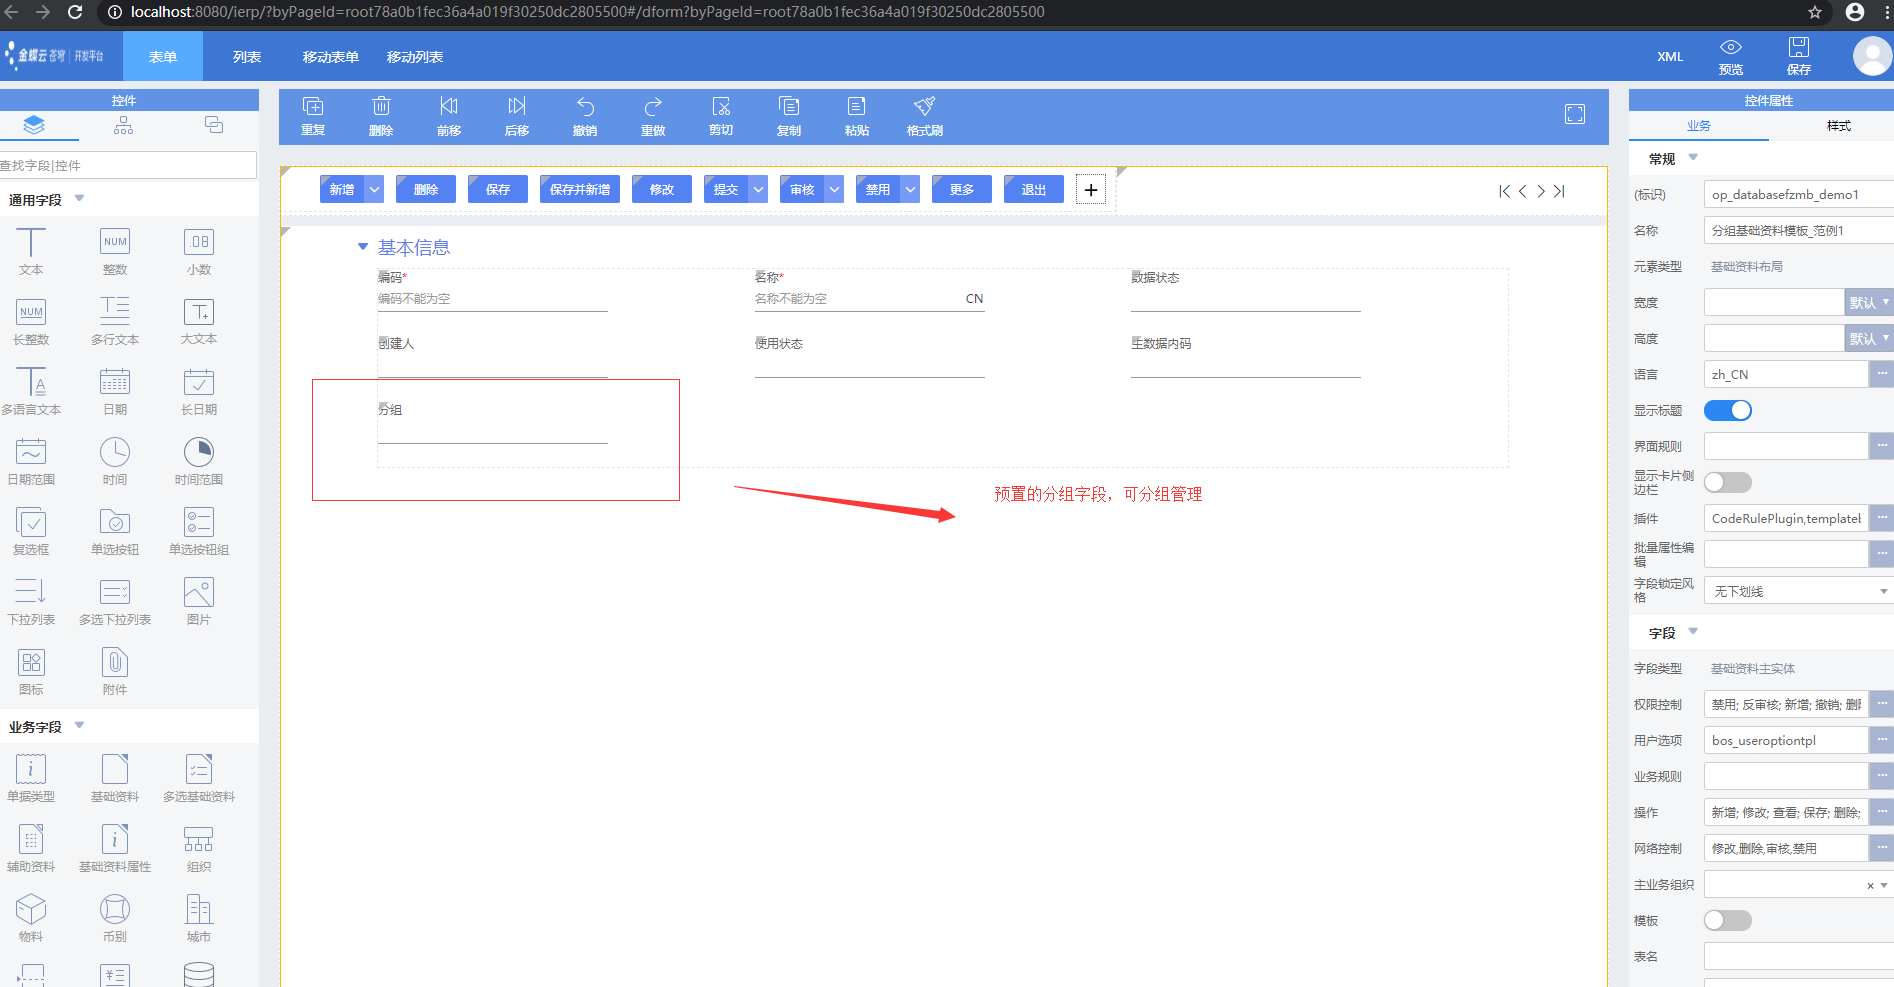 localhost:8080/ierp/?byPageId=root78a0b1fec36a4a019f30250dc2805500#/dform?byPageId=root78a0b1fec36a4a019f30250dc2805500
金蝶云 苍穹 | 开发平台
表单 列表 移动表单 移动列表
XML 预览 保存
控件
重复 删除 前移 后移 撤销 重做 剪切 复制 粘贴 格式刷
查找字段|控件
通用字段
NUM .08
文本 整数 小数
NUM
长整数 多行文本 大文本
多语言文本 日期 长日期
日期范围 时间 时间范围
复选框 单选按钮 单选按钮组
下拉列表 多选下拉列表 图片
图标 附件
业务字段
单据类型 基础资料 多选基础资料
辅助资料 基础资料属性 组织
物料 币别 城市
新增 删除 保存 保存并新增 修改 提交 审核 禁用 更多 退出 +
基本信息
编码* 名称* 数据状态
编码不能为空 名称不能为空 CN
创建人 使用状态 主数据内码
分组
预置的分组字段，可分组管理
控件属性
业务 样式
常规
(标识) op_databasefzmb_demo1
名称 分组基础资料模板_范例1
元素类型 基础资料布局
宽度 默认
高度 默认
语言 zh_CN ...
显示标题
界面规则 ...
显示卡片侧
边栏
插件 CodeRulePlugin,templatel ...
批量属性编
辑 ...
字段锁定风
格 无下划线
字段
字段类型 基础资料主实体
权限控制 禁用; 反审核; 新增; 撤销; 删 ...
用户选项 bos_useroptiontpl ...
业务规则 ...
操作 新增; 修改; 查看; 保存; 删除; ...
网络控制 修改,删除,审核,禁用 ...
主业务组织 ×
模板
表名